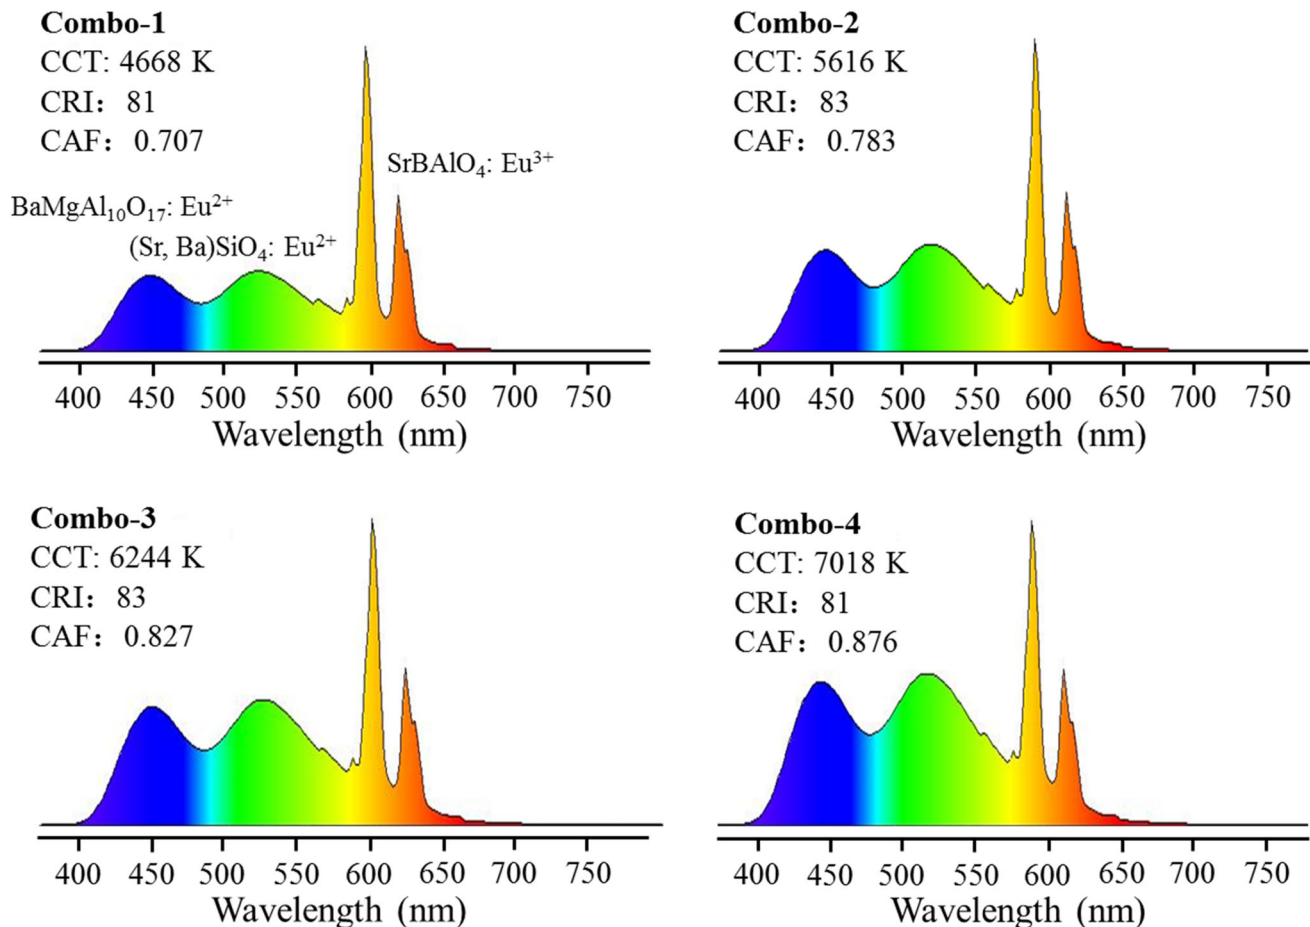 Combo-1
CCT: 4668 K
CRI: 81
CAF: 0.707
SrBAlO₄: Eu³⁺
BaMgAl₁₀O₁₇: Eu²⁺
(Sr, Ba)SiO₄: Eu²⁺
400 450 500 550 600 650 700 750
Wavelength (nm)
Combo-2
CCT: 5616 K
CRI: 83
CAF: 0.783
400 450 500 550 600 650 700 750
Wavelength (nm)
Combo-3
CCT: 6244 K
CRI: 83
CAF: 0.827
400 450 500 550 600 650 700 750
Wavelength (nm)
Combo-4
CCT: 7018 K
CRI: 81
CAF: 0.876
400 450 500 550 600 650 700 750
Wavelength (nm)